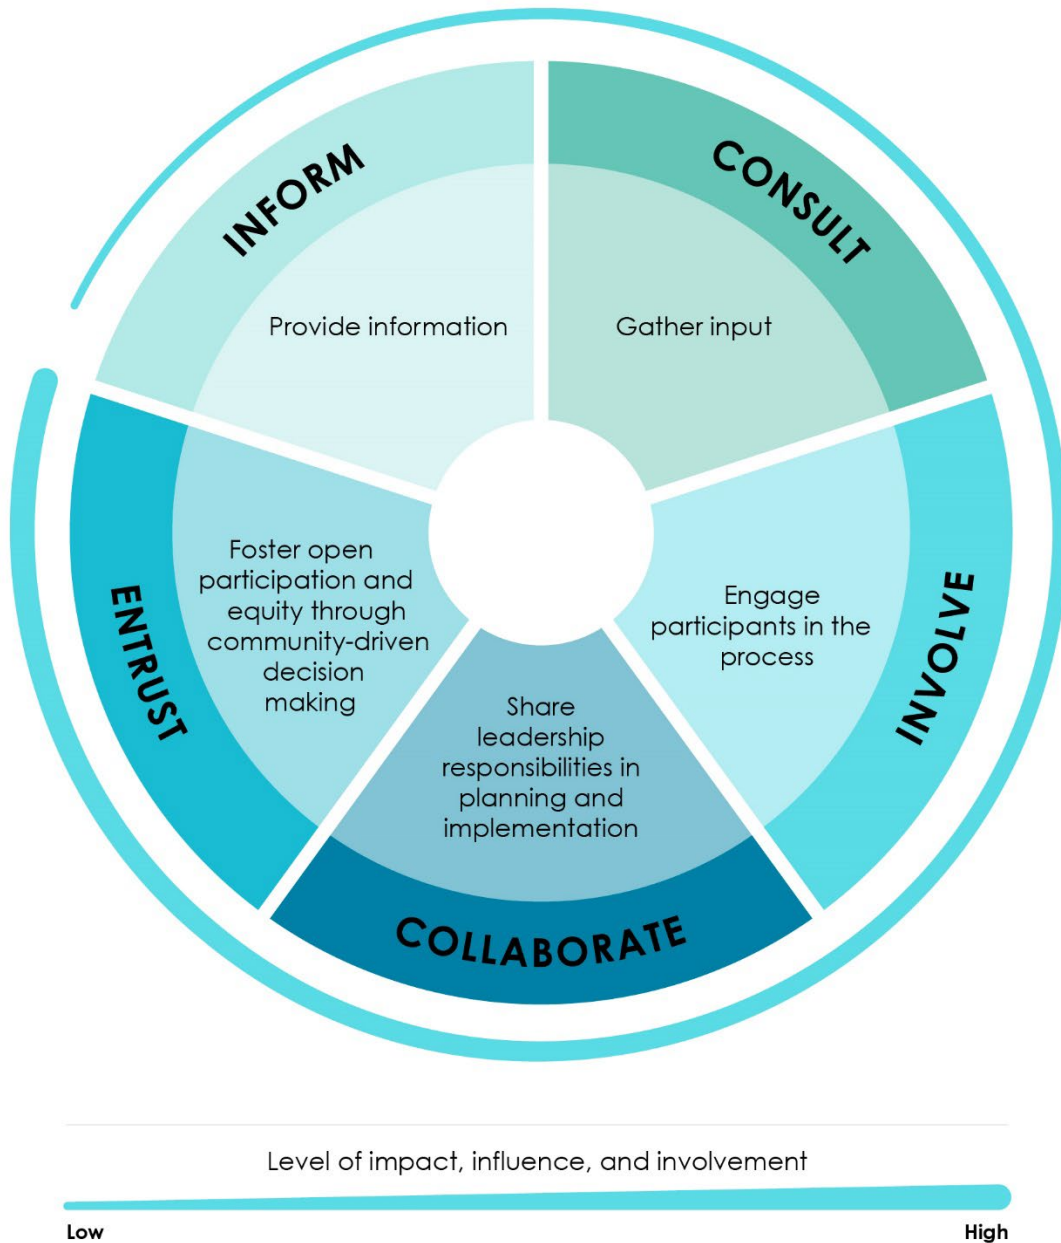 INFORM
Provide information
CONSULT
Gather input
INVOLVE
Engage
participants in the
process
COLLABORATE
Share
leadership
responsibilities in
planning and
implementation
ENTRUST
Foster open
participation and
equity through
community-driven
decision
making
Level of impact, influence, and involvement
Low
High